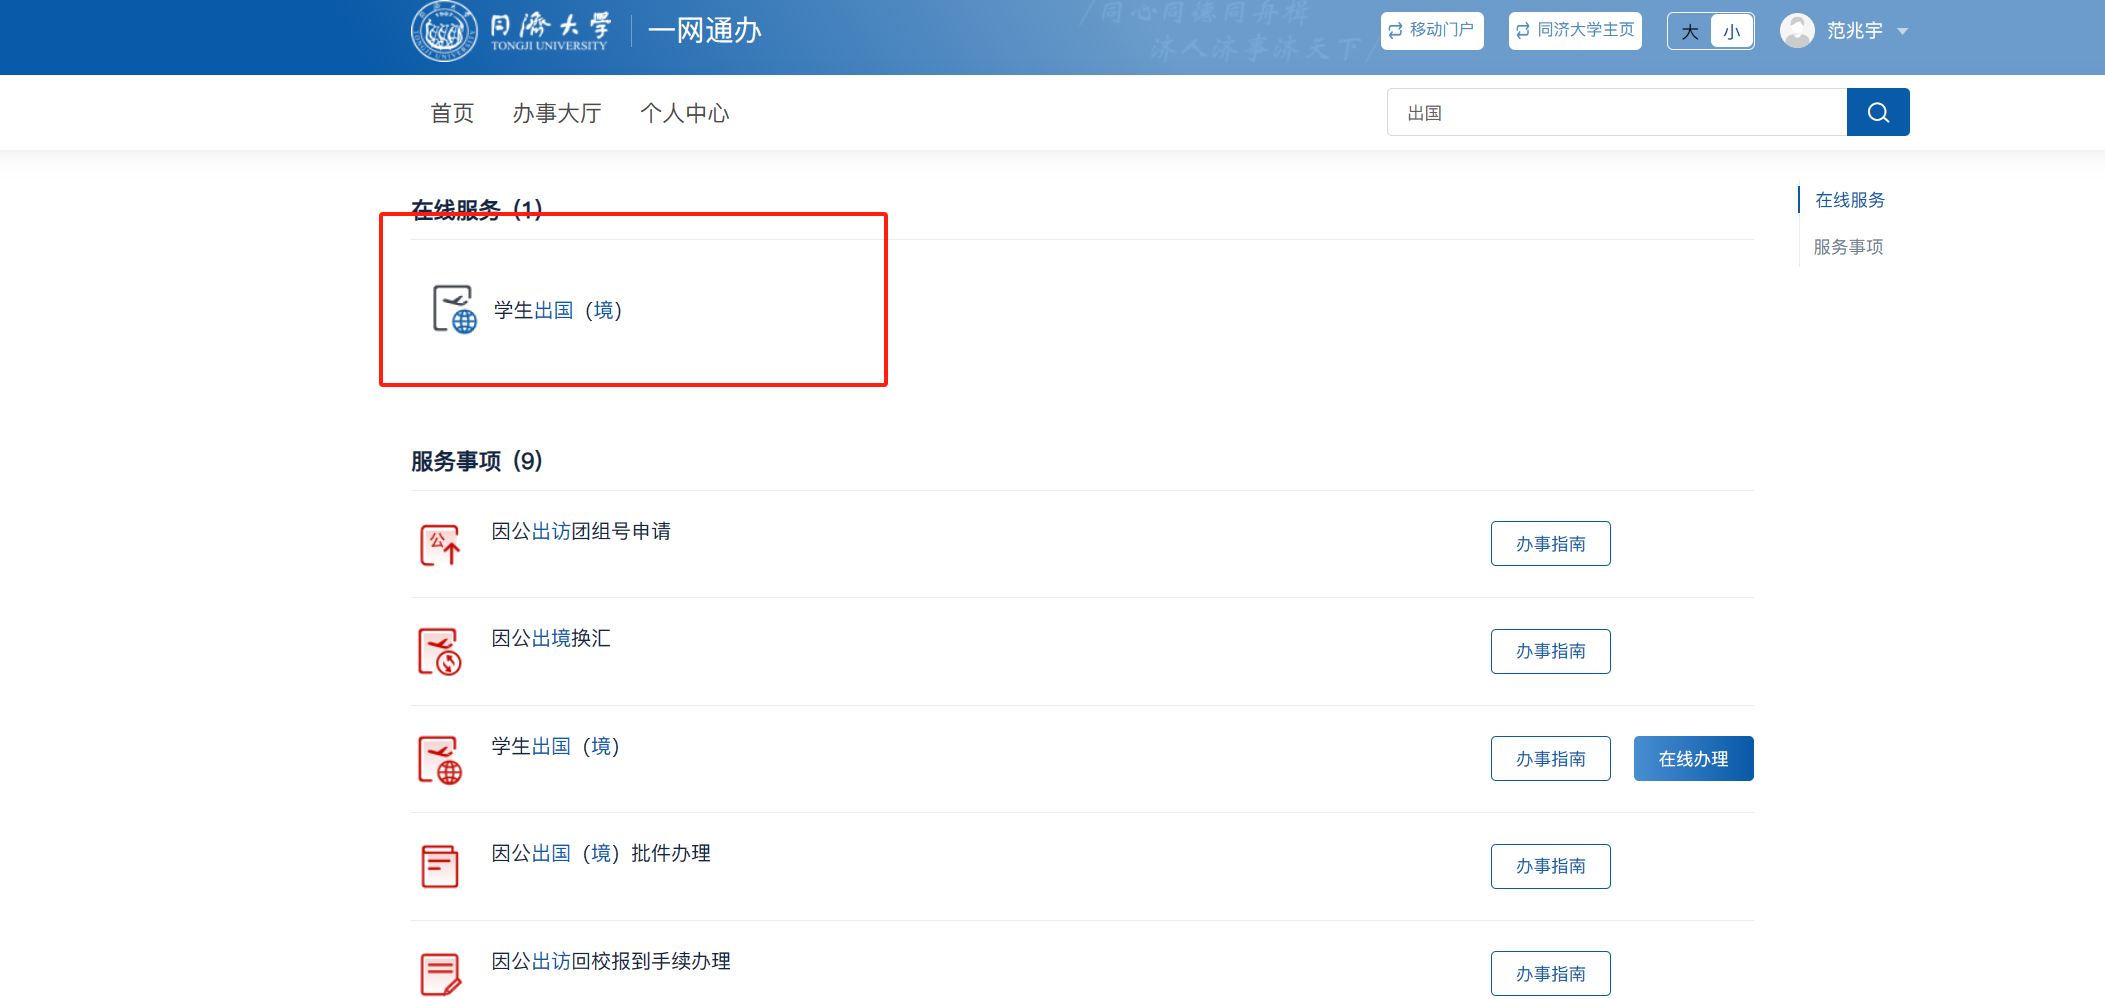 同濟大学
TONGJI UNIVERSITY
一网通办
/同心同德同舟楫
济人济事济天下/
移动门户
同济大学主页
大 小
范兆宇
首页 办事大厅 个人中心
出国
在线服务（1）
学生出国（境）
在线服务
服务事项
服务事项（9）
因公出访团组号申请
办事指南
因公出境换汇
办事指南
学生出国（境）
办事指南 在线办理
因公出国（境）批件办理
办事指南
因公出访回校报到手续办理
办事指南